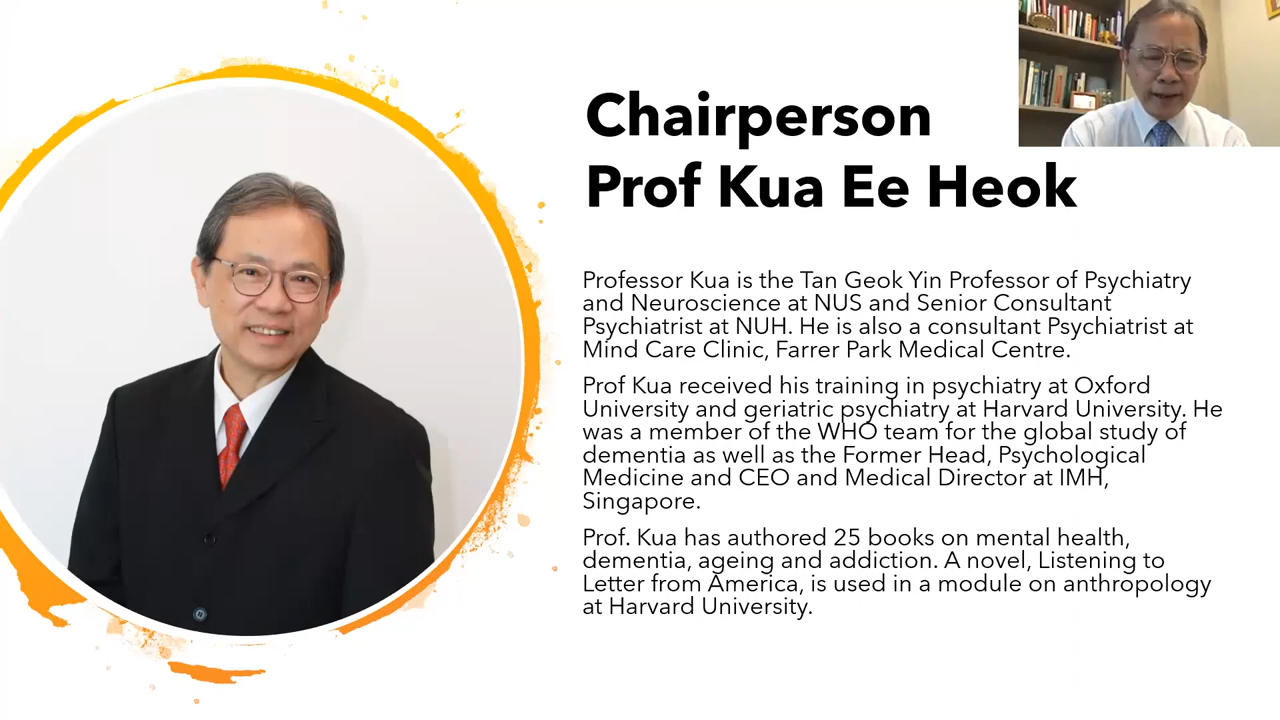 Chairperson
Prof Kua Ee Heok
Professor Kua is the Tan Geok Yin Professor of Psychiatry
and Neuroscience at NUS and Senior Consultant
Psychiatrist at NUH. He is also a consultant Psychiatrist at
Mind Care Clinic, Farrer Park Medical Centre.
Prof Kua received his training in psychiatry at Oxford
University and geriatric psychiatry at Harvard University. He
was a member of the WHO team for the global study of
dementia as well as the Former Head, Psychological
Medicine and CEO and Medical Director at IMH,
Singapore.
Prof. Kua has authored 25 books on mental health,
dementia, ageing and addiction. A novel, Listening to
Letter from America, is used in a module on anthropology
at Harvard University.